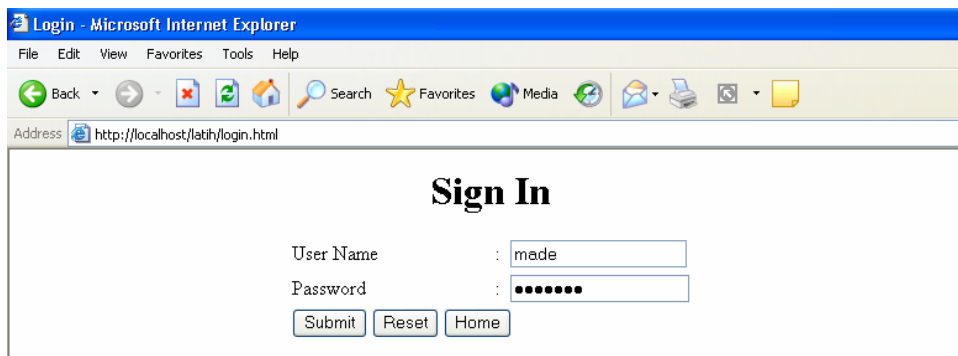 Login - Microsoft Internet Explorer
File Edit View Favorites Tools Help
Back Search Favorites Media
Address http://localhost/latih/login.html
Sign In
User Name : made
Password : •••••••
Submit Reset Home